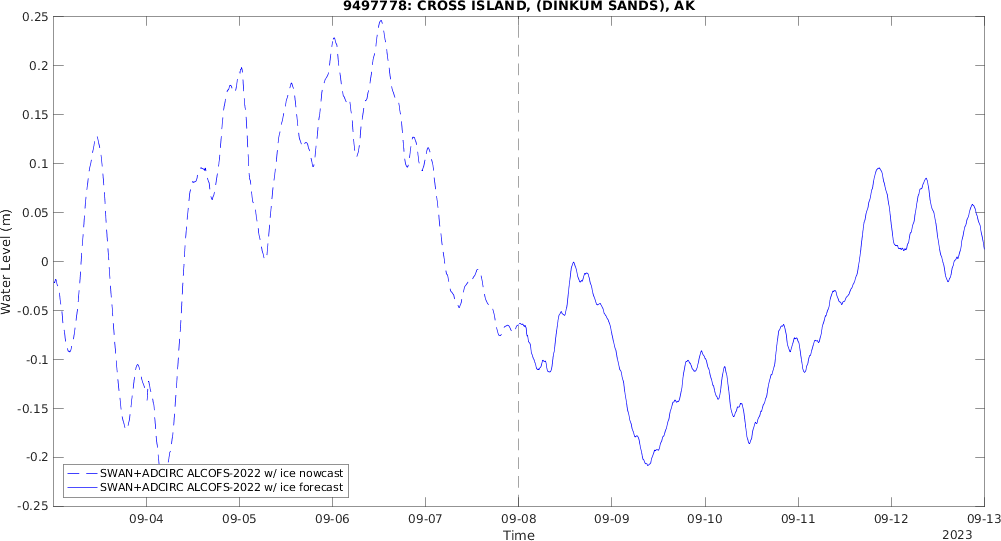 9497778: CROSS ISLAND, (DINKUM SANDS), AK
0.25
0.2
0.15
0.1
0.05
0
-0.05
-0.1
-0.15
-0.2
-0.25
Water Level (m)
SWAN+ADCIRC ALCOFS-2022 w/ ice nowcast
SWAN+ADCIRC ALCOFS-2022 w/ ice forecast
09-04 09-05 09-06 09-07 09-08 09-09 09-10 09-11 09-12 09-13
Time
2023